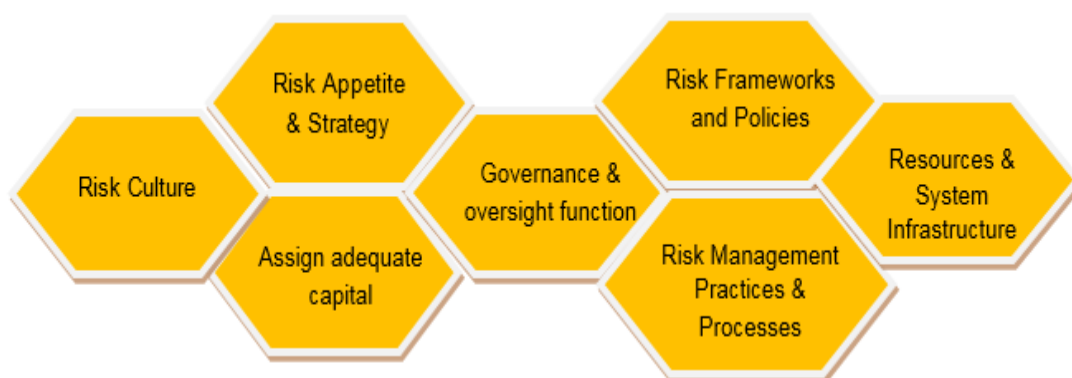 Risk Culture
Risk Appetite
& Strategy
Assign adequate
capital
Governance &
oversight function
Risk Frameworks
and Policies
Risk Management
Practices &
Processes
Resources &
System
Infrastructure